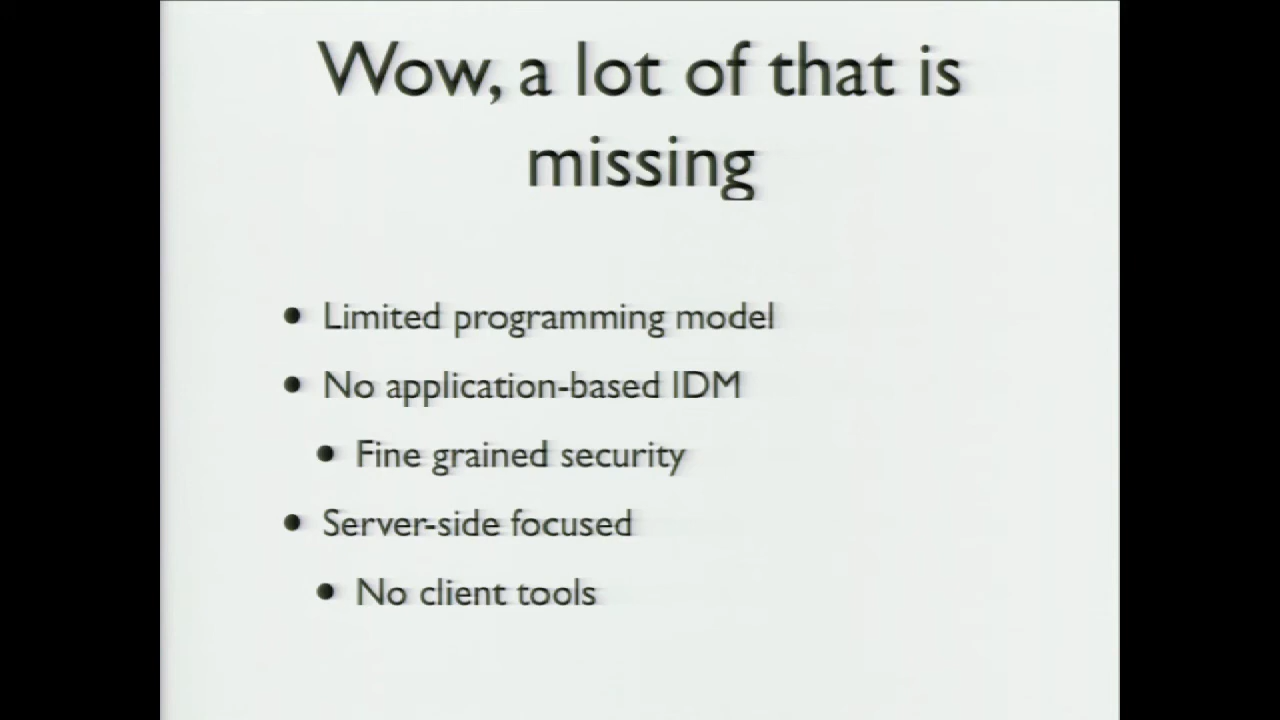 Wow, a lot of that is
missing
• Limited programming model
• No application-based IDM
• Fine grained security
• Server-side focused
• No client tools